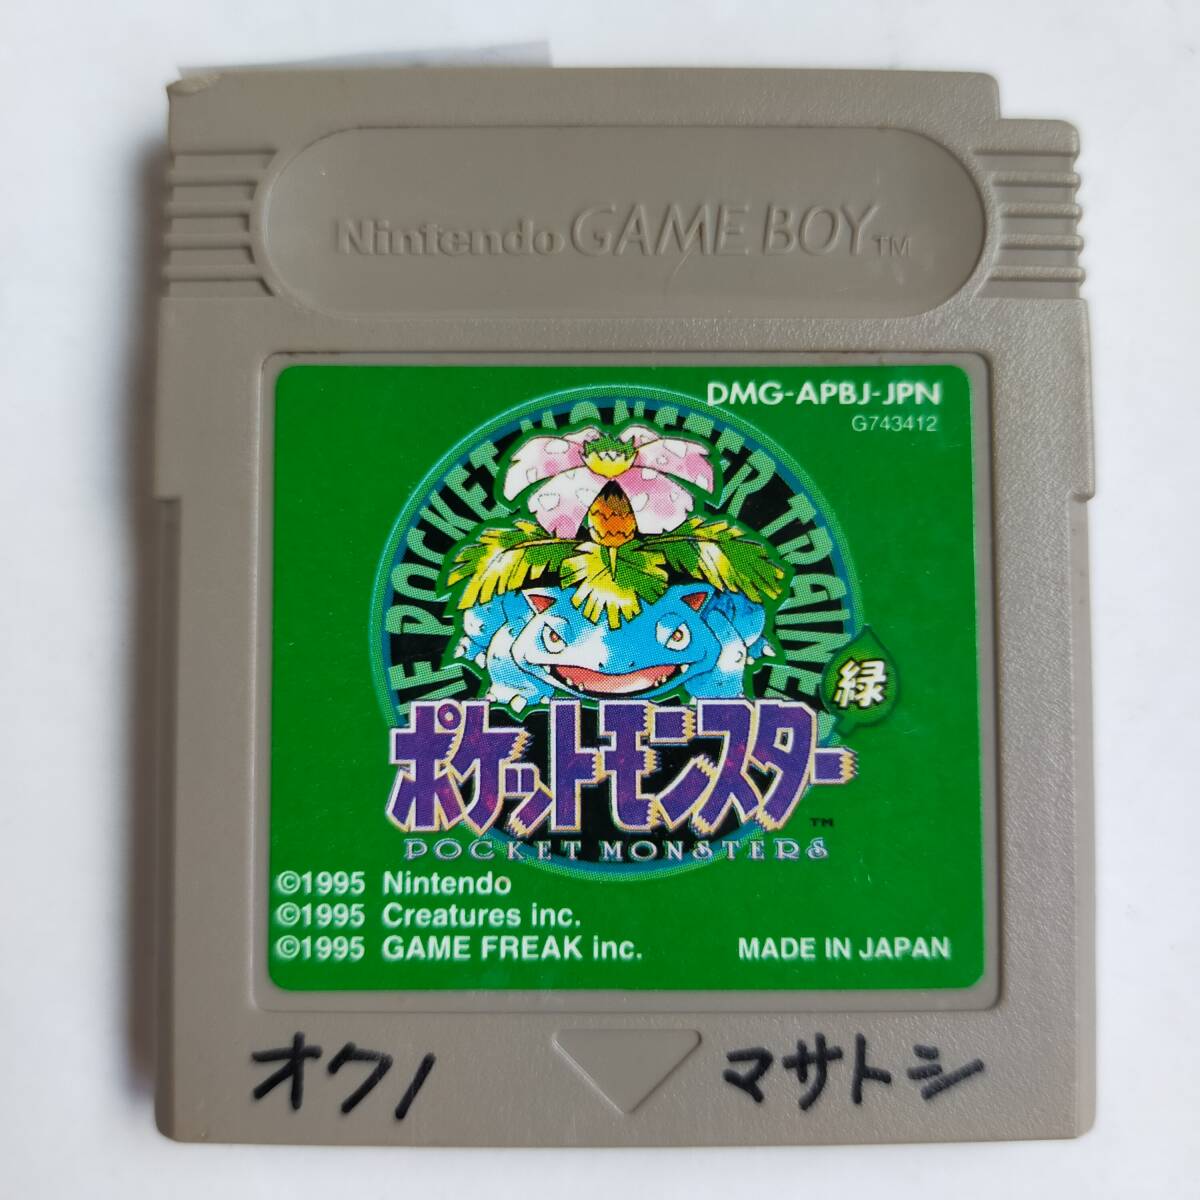 Nintendo GAME BOY TM
DMG-APBJ-JPN
G743412
POCKET MONSTER TRAINER
緑
ポケットモンスター
TM
POCKET MONSTERS
©1995 Nintendo
©1995 Creatures inc.
©1995 GAME FREAK inc.
MADE IN JAPAN
オクノ マサトシ